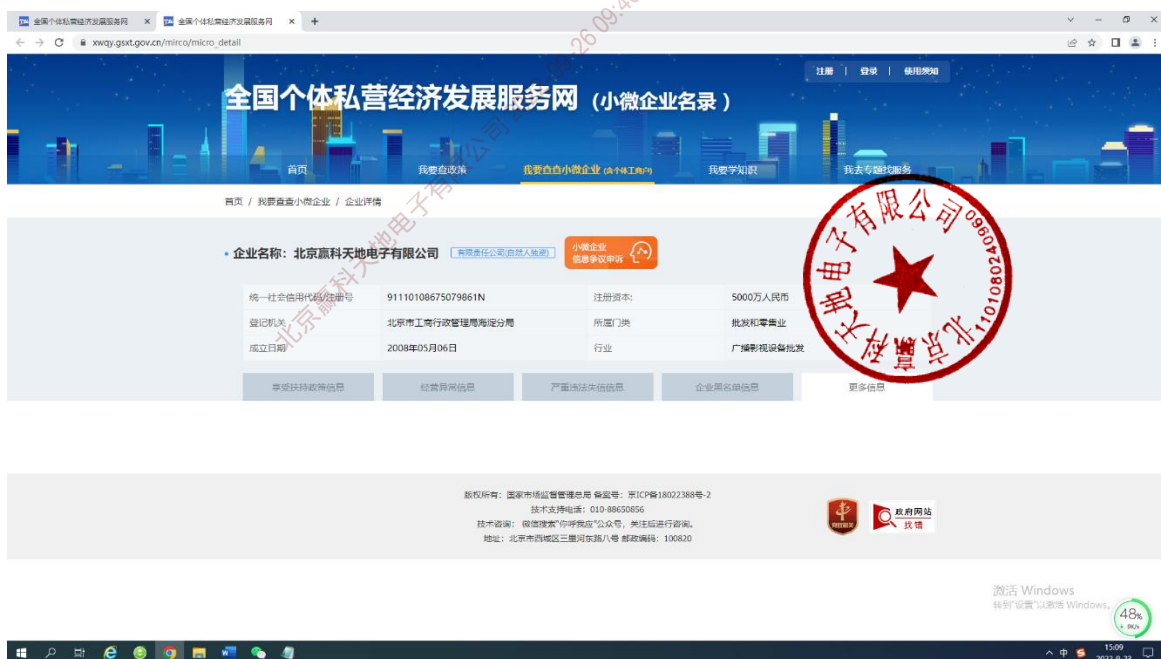 全国个体私营经济发展服务网 × 全国个体私营经济发展服务网 × +
xwqy.gsxt.gov.cn/mirco/micro_detail
注册 | 登录 | 使用须知
全国个体私营经济发展服务网 (小微企业名录)
首页 我要查政策 我要查查小微企业 (含个体工商户) 我要学知识 我去专题找服务
首页 / 我要查查小微企业 / 企业详情
• 企业名称: 北京赢科天地电子有限公司 有限责任公司(自然人独资) 小微企业
信息争议申诉
统一社会信用代码/注册号 91110108675079861N 注册资本: 5000万人民币
登记机关 北京市工商行政管理局海淀分局 所属门类 批发和零售业
成立日期 2008年05月06日 行业 广播影视设备批发
享受扶持政策信息 经营异常信息 严重违法失信信息 企业黑名单信息 更多信息
北京赢科天地电子有限公司
版权所有: 国家市场监督管理总局 备案号: 京ICP备18022388号-2
技术支持电话: 010-88650856
技术咨询: 微信搜索"你呼我应"公众号, 关注后进行咨询。
地址: 北京市西城区三里河东路八号 邮政编码: 100820
政府网站
找错
激活 Windows
转到"设置"以激活 Windows。
48%
中
15:09
2022-9-23